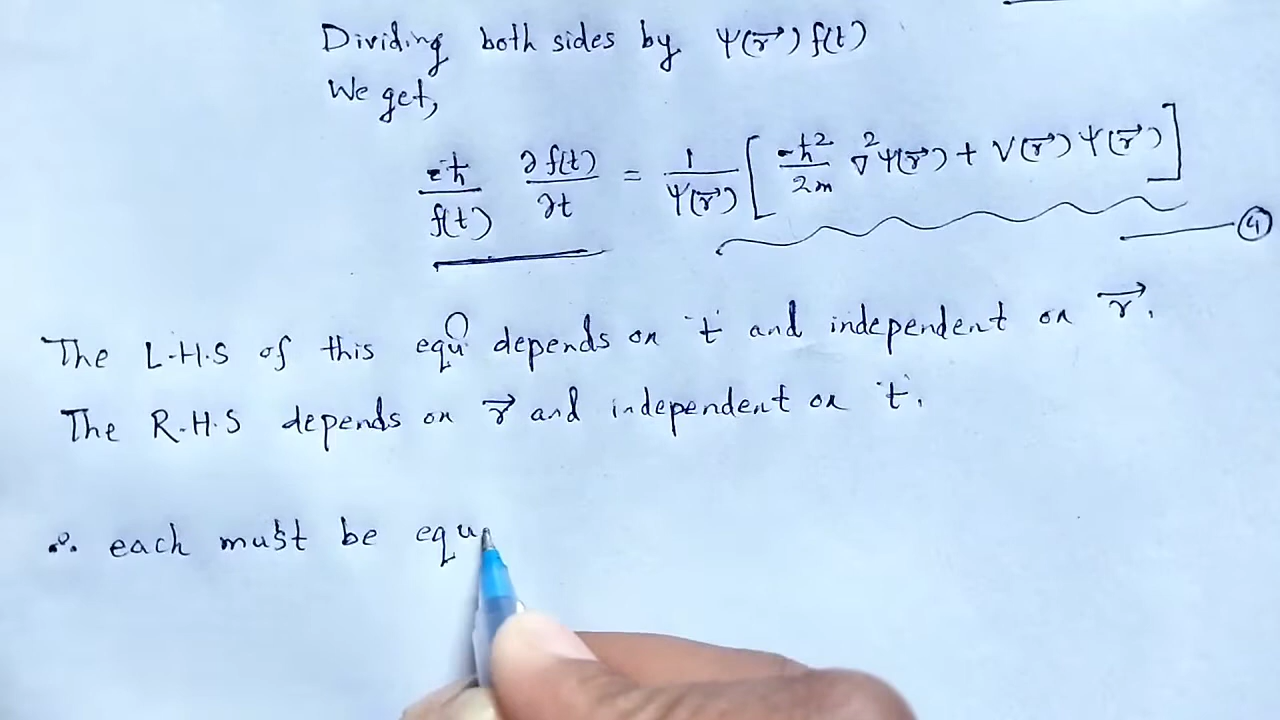 Dividing both sides by Ψ(r⃗) f(t)
We get,
iħ/f(t) ∂f(t)/∂t = 1/Ψ(r⃗) [ -ħ²/2m ∇²Ψ(r⃗) + V(r⃗) Ψ(r⃗) ] —— ④
The L.H.S of this equⁿ depends on 't' and independent on r⃗.
The R.H.S depends on r⃗ and independent on 't'.
∴ each must be equ